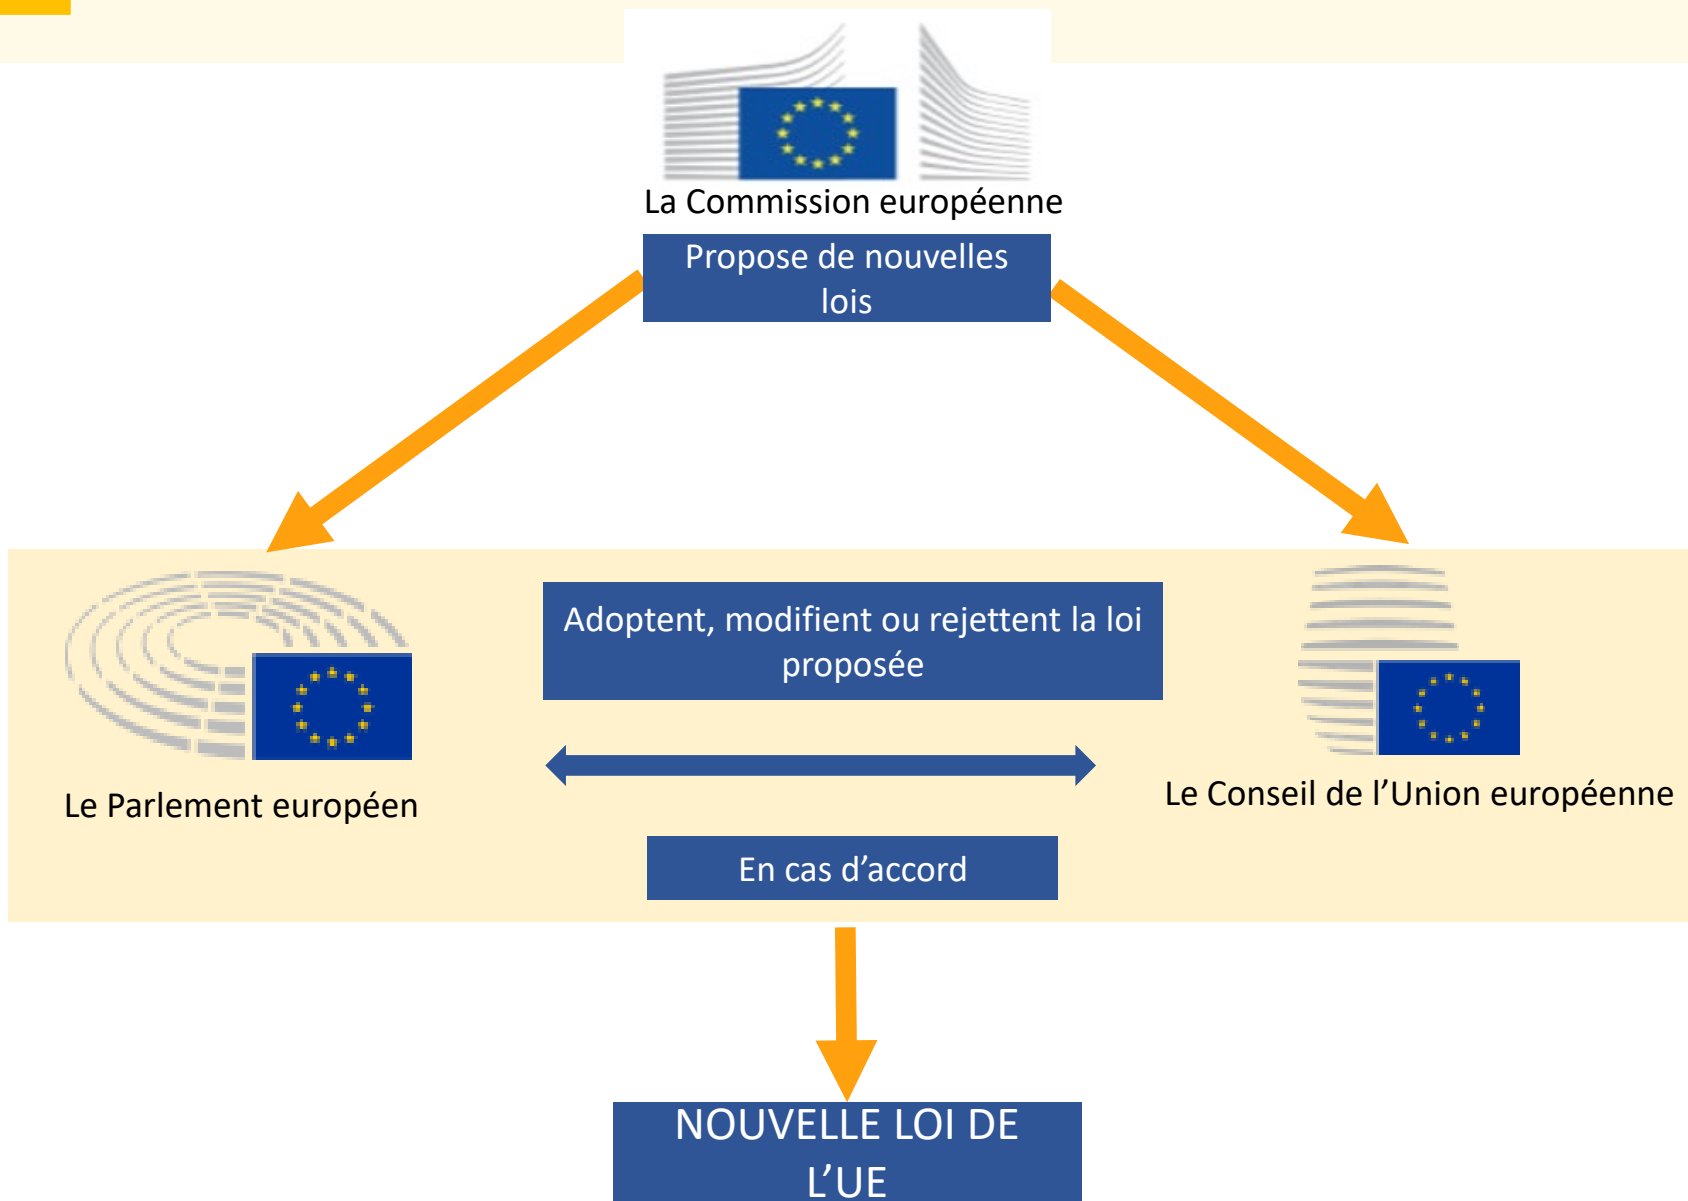 La Commission européenne
Propose de nouvelles
lois
Adoptent, modifient ou rejettent la loi
proposée
Le Parlement européen
Le Conseil de l’Union européenne
En cas d’accord
NOUVELLE LOI DE
L’UE